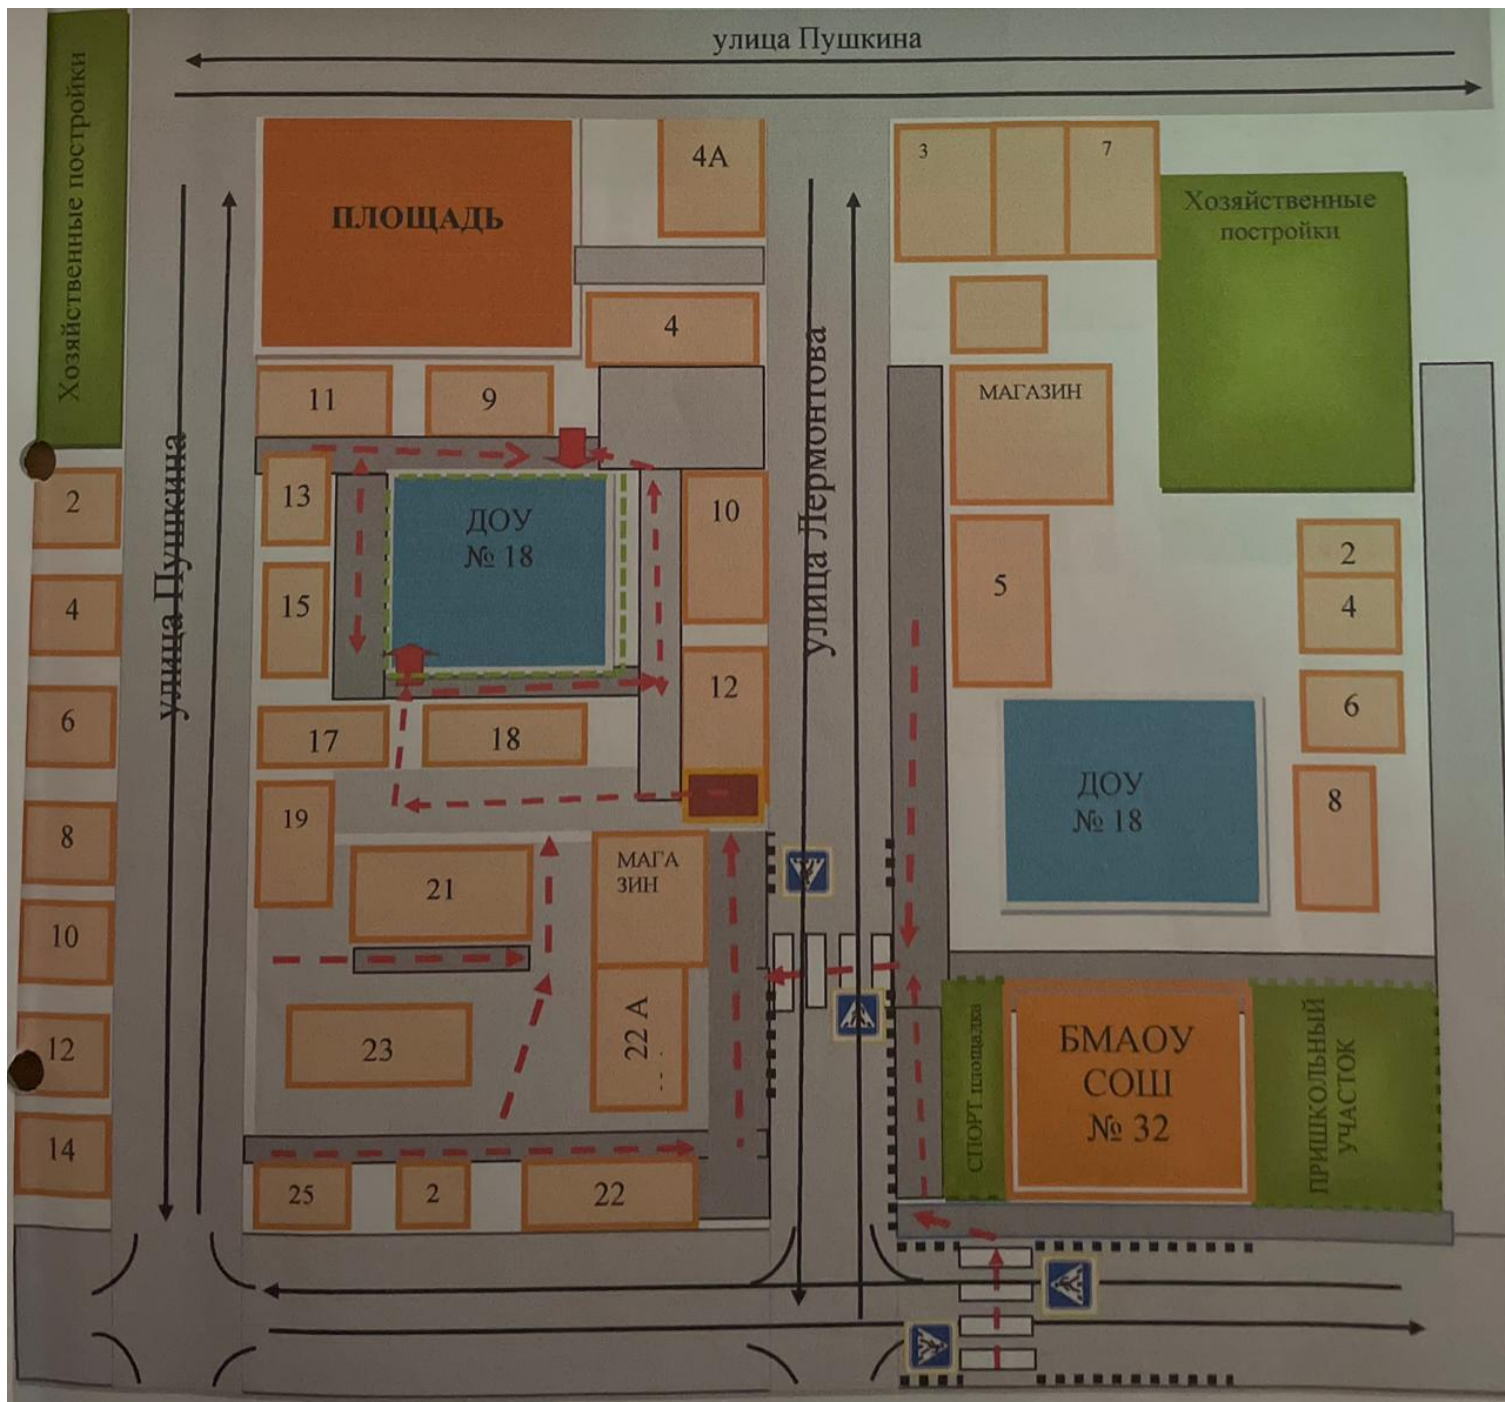 улица Пушкина
Хозяйственные постройки
ПЛОЩАДЬ
4А
3
7
Хозяйственные
постройки
4
улица Лермонтова
11
9
МАГАЗИН
улица Пушкина
2
13
ДОУ
№ 18
10
2
5
4
4
15
6
12
6
17
18
8
ДОУ
№ 18
8
19
МАГА
ЗИН
21
10
23
22 А
12
СПОРТ площадка
БМАОУ
СОШ
№ 32
ПРИШКОЛЬНЫЙ
УЧАСТОК
14
25
2
22